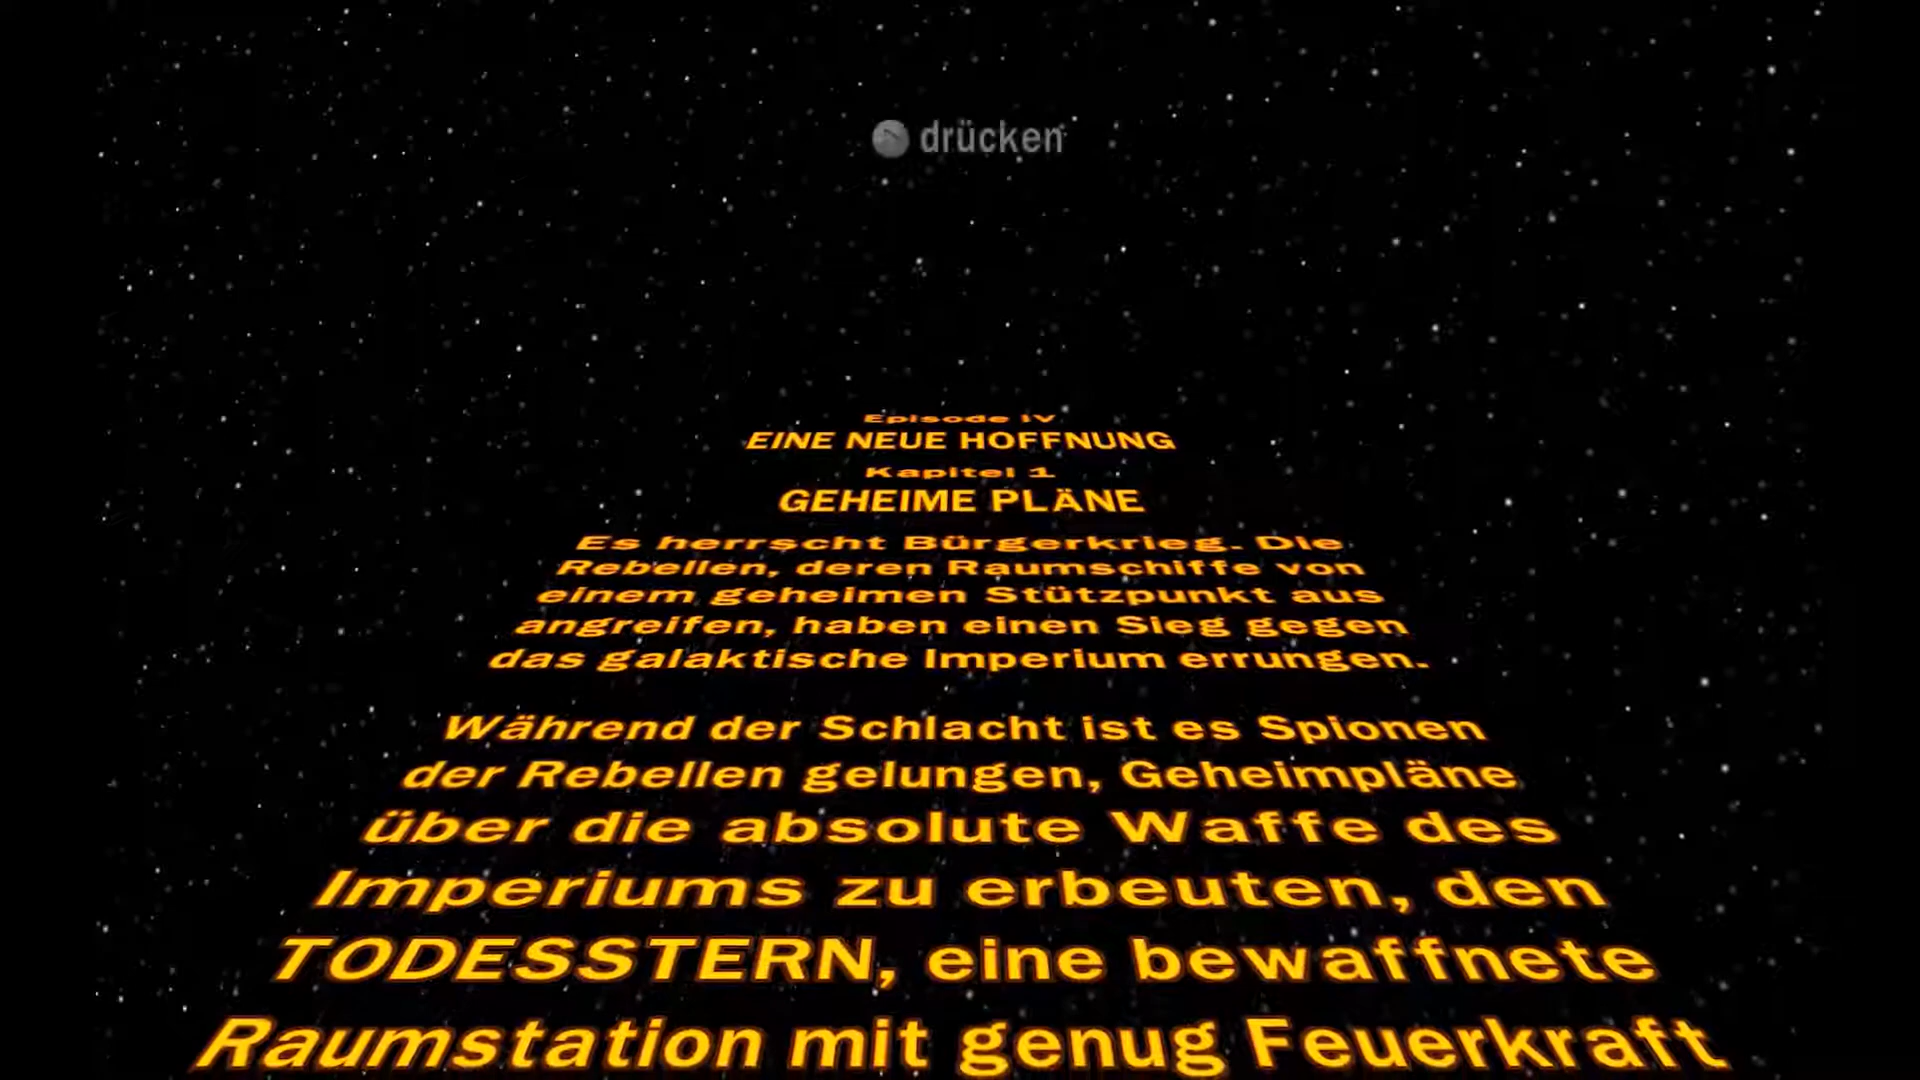 drücken
Episode IV
EINE NEUE HOFFNUNG
Kapitel 1
GEHEIME PLÄNE
Es herrscht Bürgerkrieg. Die
Rebellen, deren Raumschiffe von
einem geheimen Stützpunkt aus
angreifen, haben einen Sieg gegen
das galaktische Imperium errungen.
Während der Schlacht ist es Spionen
der Rebellen gelungen, Geheimpläne
über die absolute Waffe des
Imperiums zu erbeuten, den
TODESSTERN, eine bewaffnete
Raumstation mit genug Feuerkraft